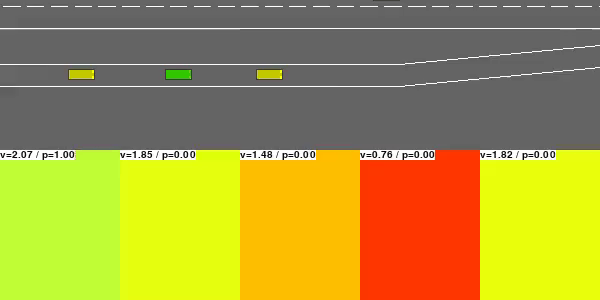 v=2.07 / p=1.00
v=1.85 / p=0.00
v=1.48 / p=0.00
v=0.76 / p=0.00
v=1.82 / p=0.00